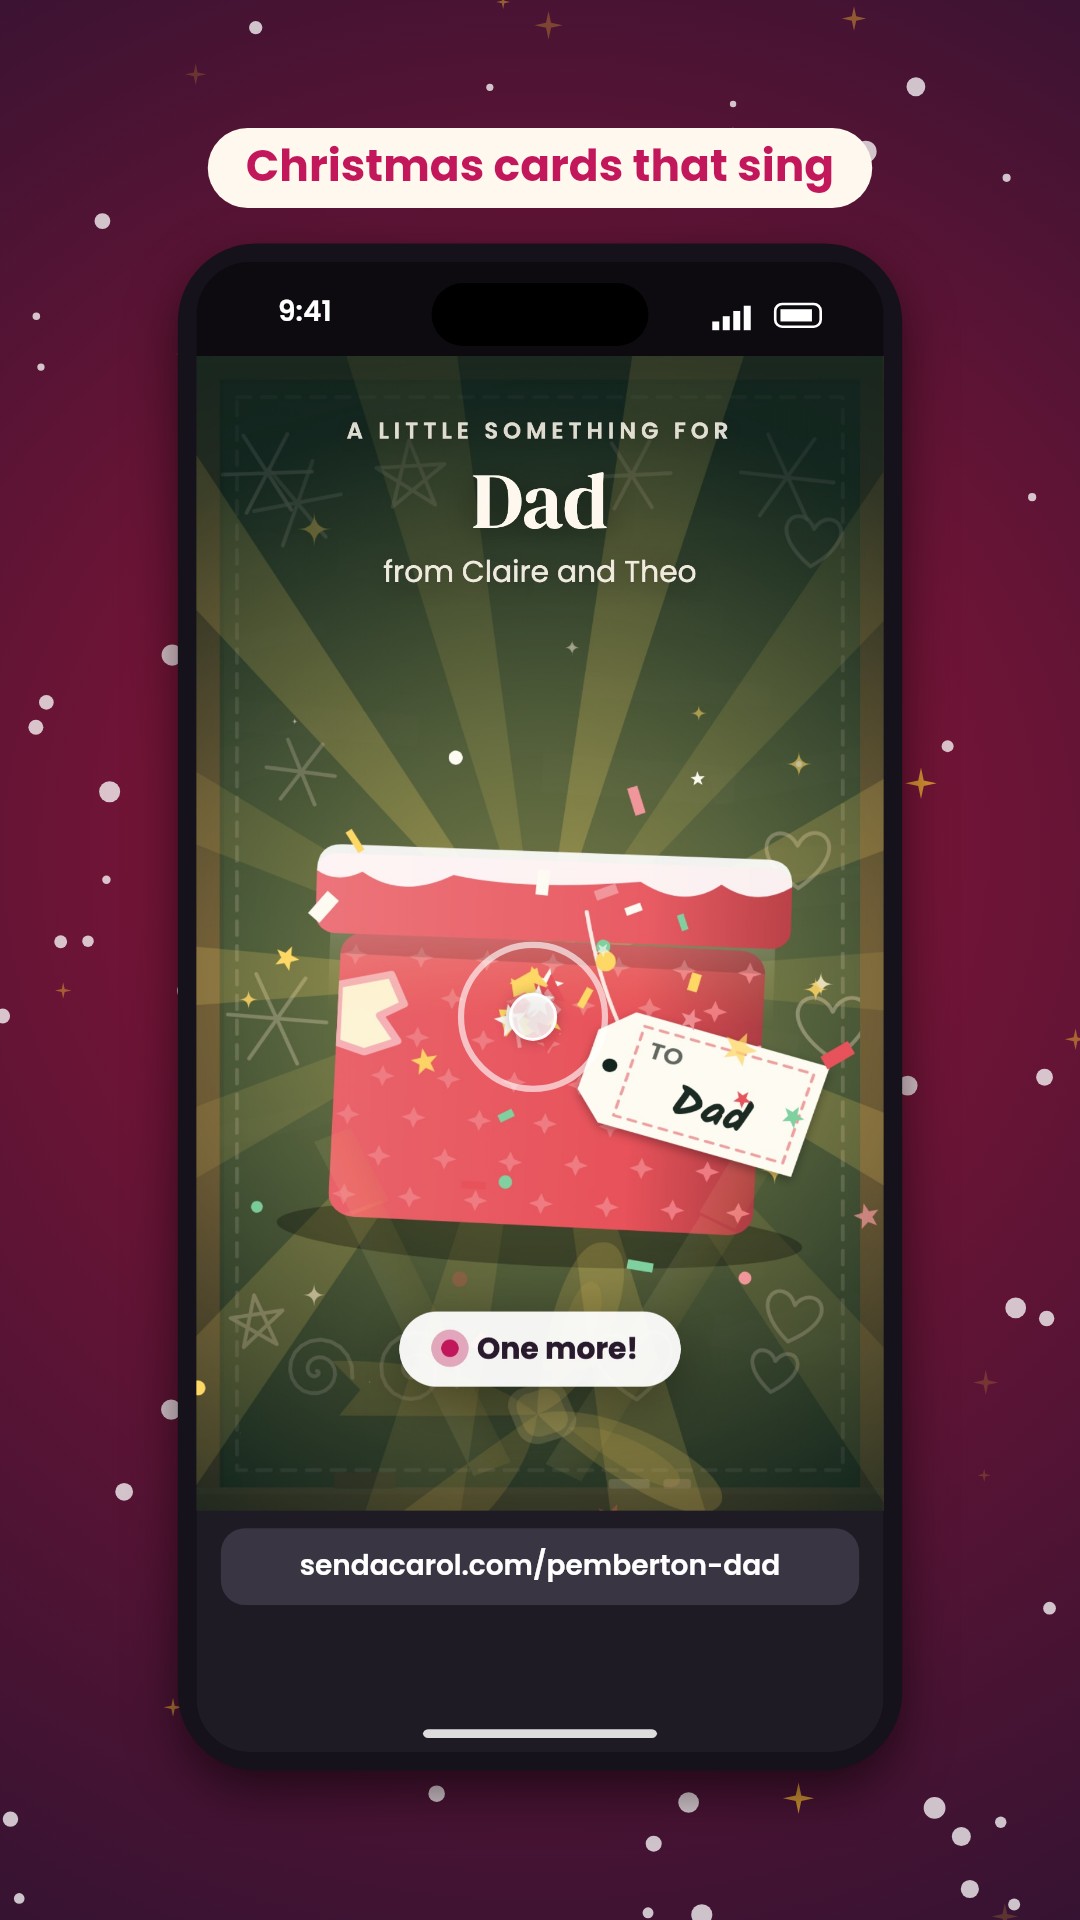 Christmas cards that sing
9:41
A LITTLE SOMETHING FOR
Dad
from Claire and Theo
TO
Dad
One more!
sendacarol.com/pemberton-dad